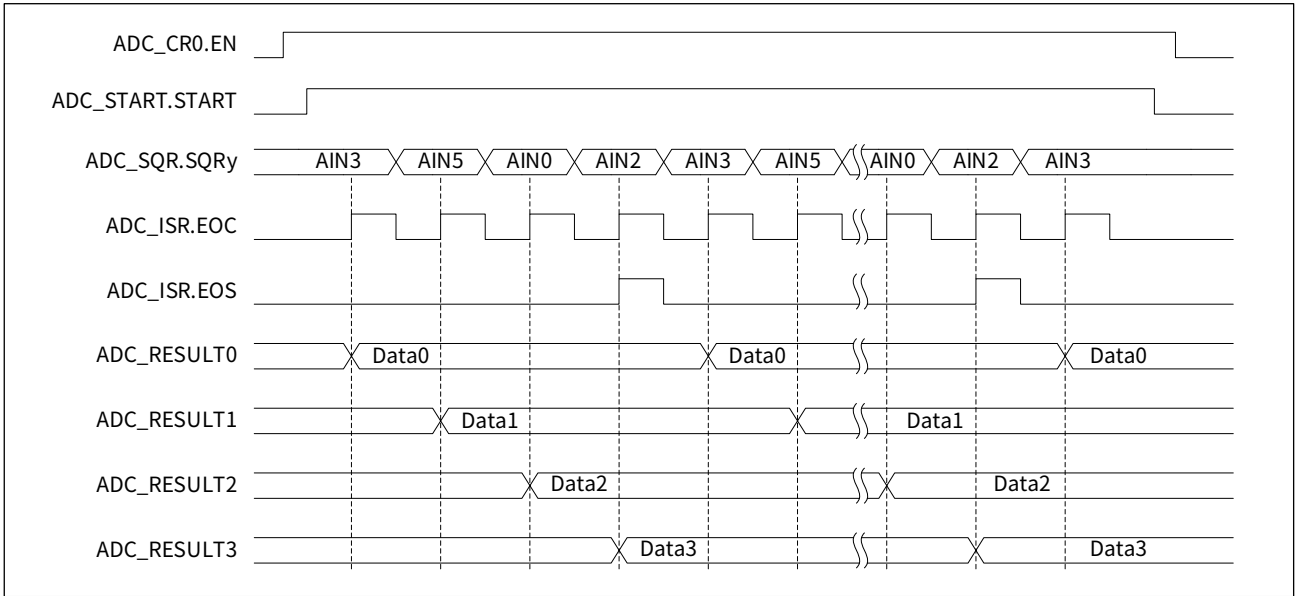 ADC_CR0.EN
ADC_START.START
ADC_SQR.SQRy AIN3 AIN5 AIN0 AIN2 AIN3 AIN5 AIN0 AIN2 AIN3
ADC_ISR.EOC
ADC_ISR.EOS
ADC_RESULT0 Data0 Data0 Data0
ADC_RESULT1 Data1 Data1
ADC_RESULT2 Data2 Data2
ADC_RESULT3 Data3 Data3